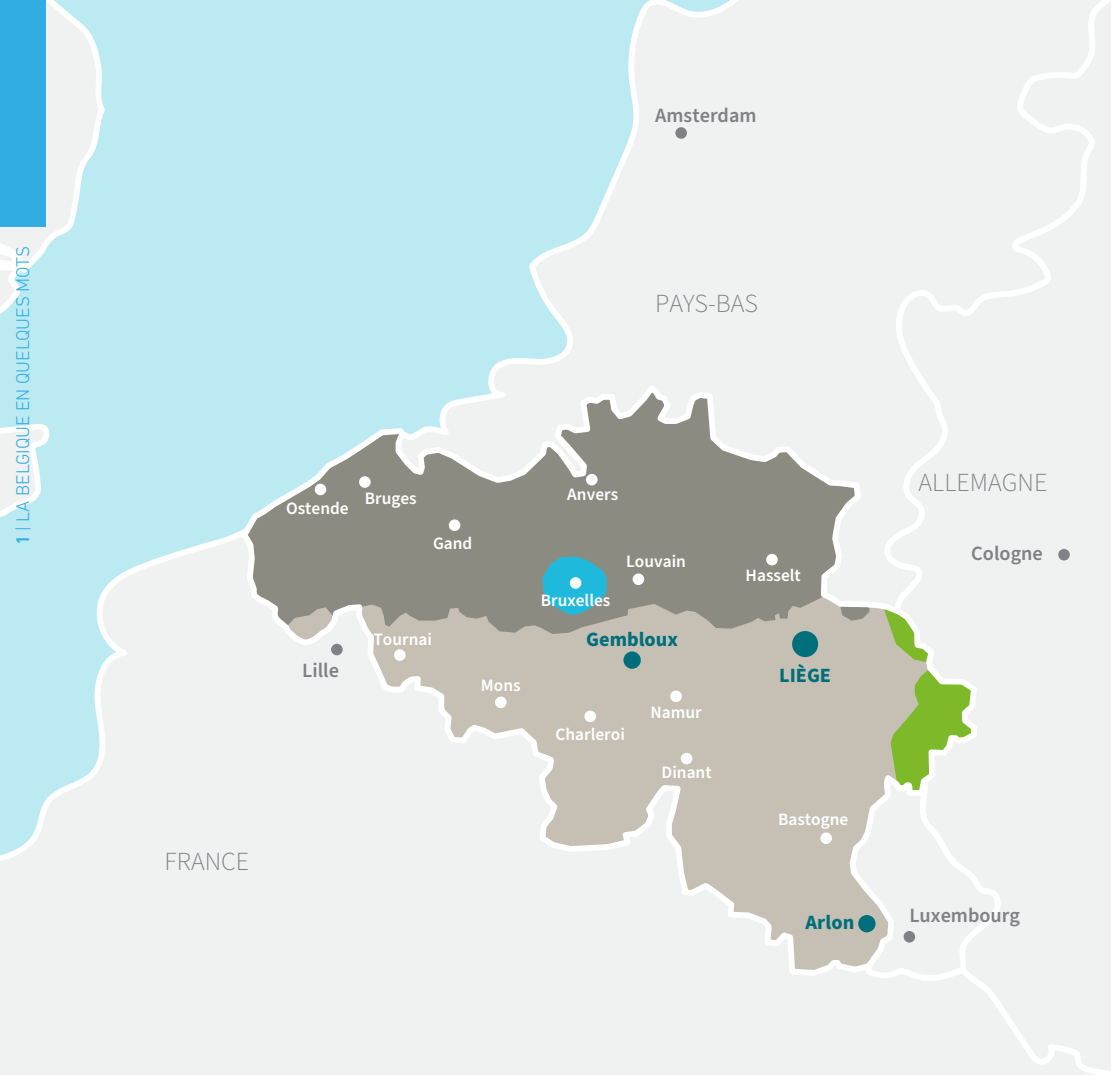 1 | LA BELGIQUE EN QUELQUES MOTS
Amsterdam
PAYS-BAS
ALLEMAGNE
Cologne
Ostende
Bruges
Anvers
Gand
Louvain
Hasselt
Bruxelles
Gembloux
Tournai
Lille
LIÈGE
Mons
Namur
Charleroi
Dinant
Bastogne
FRANCE
Arlon
Luxembourg